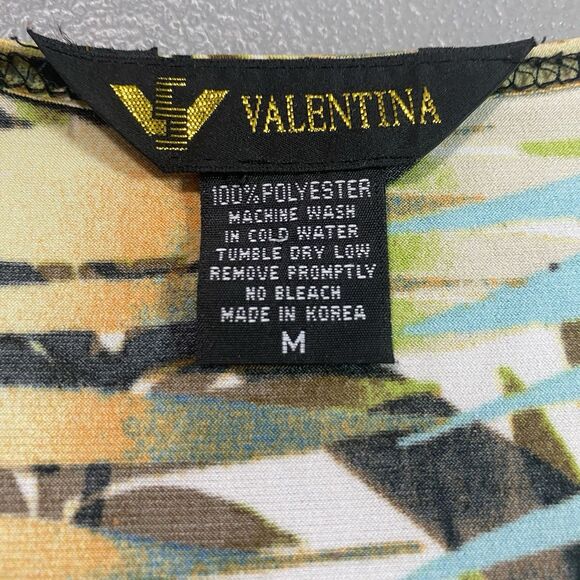 VALENTINA
100% POLYESTER
MACHINE WASH
IN COLD WATER
TUMBLE DRY LOW
REMOVE PROMPTLY
NO BLEACH
MADE IN KOREA
M